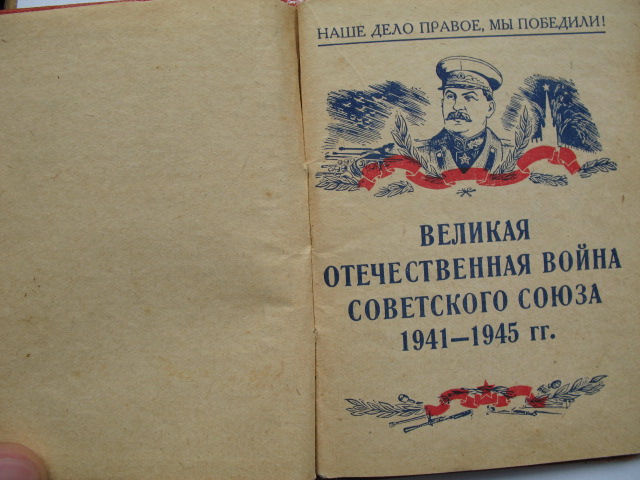 НАШЕ ДЕЛО ПРАВОЕ, МЫ ПОБЕДИЛИ!
ВЕЛИКАЯ
ОТЕЧЕСТВЕННАЯ ВОЙНА
СОВЕТСКОГО СОЮЗА
1941—1945 гг.